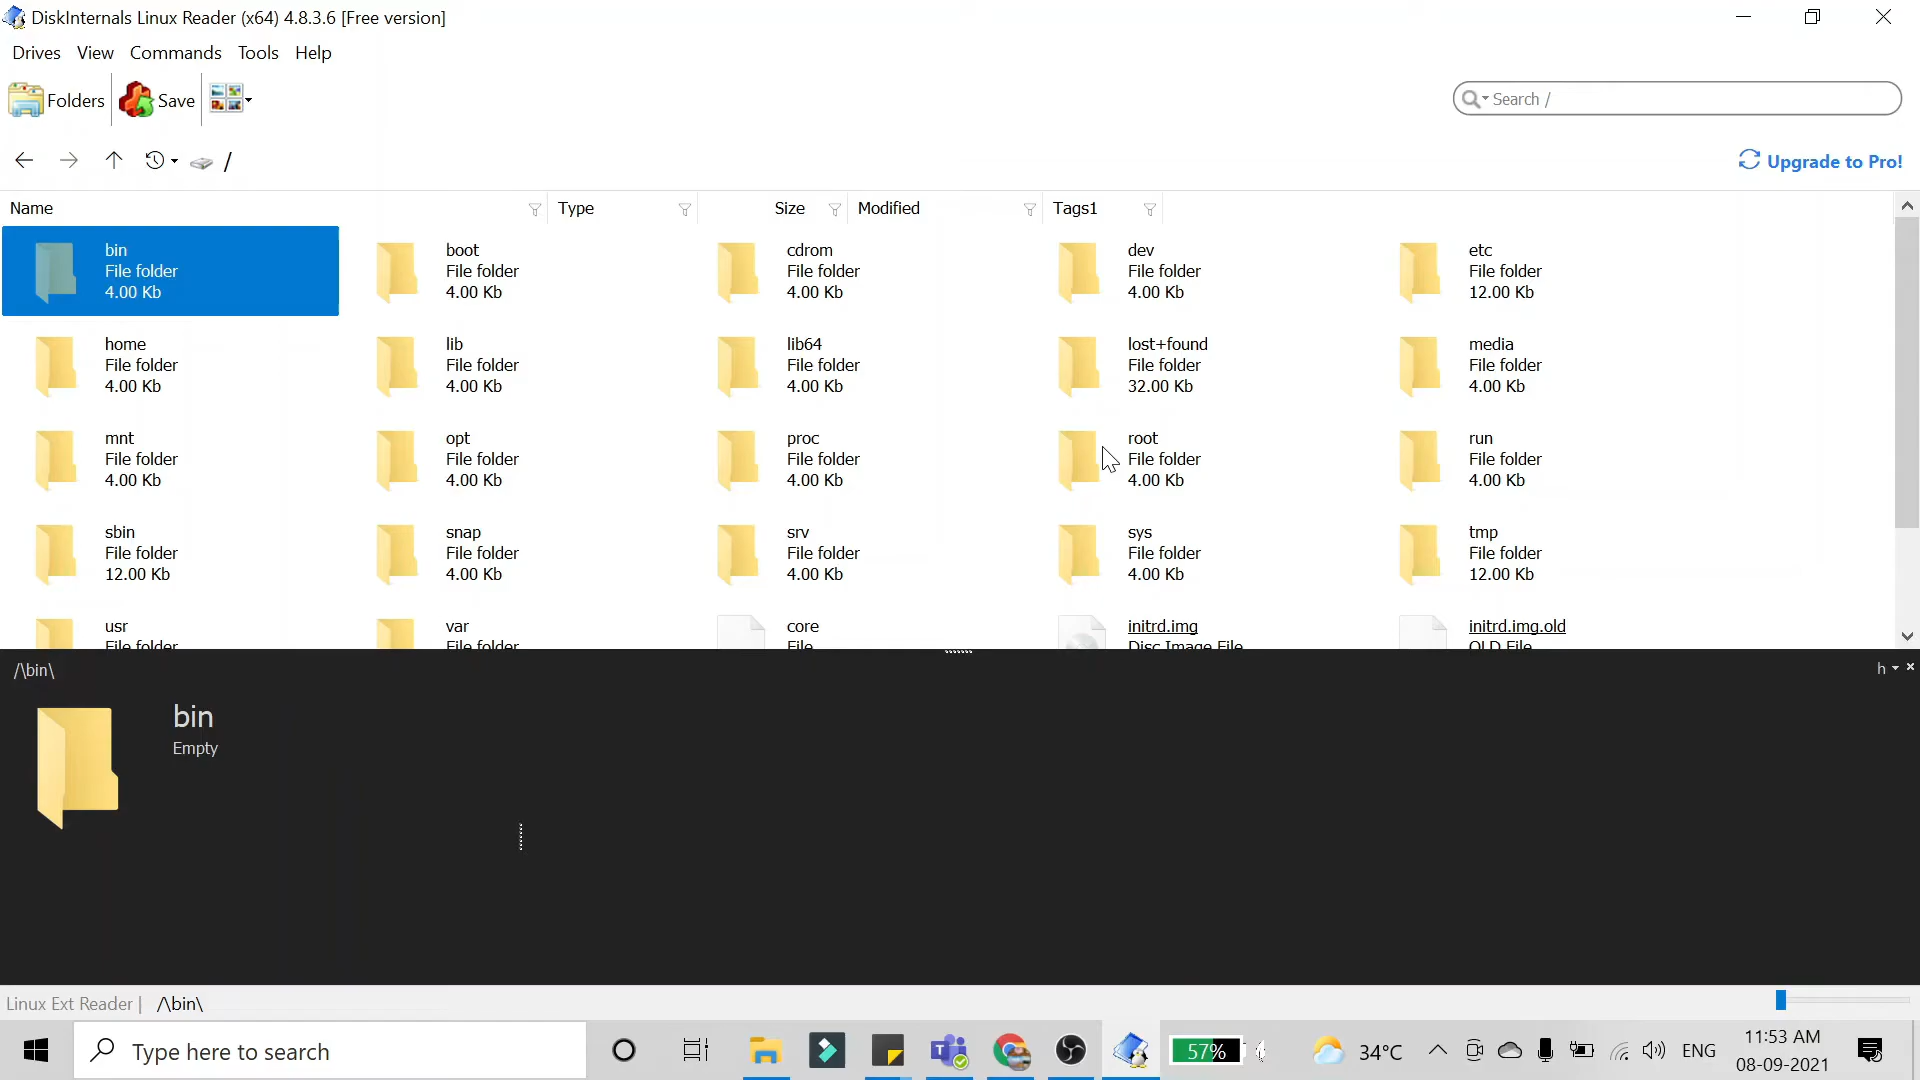 DiskInternals Linux Reader (x64) 4.8.3.6 [Free version]
Drives View Commands Tools Help
Folders Save Search /
/ Upgrade to Pro!
Name Type Size Modified Tags1
bin boot cdrom dev etc
File folder File folder File folder File folder File folder
4.00 Kb 4.00 Kb 4.00 Kb 4.00 Kb 12.00 Kb
home lib lib64 lost+found media
File folder File folder File folder File folder File folder
4.00 Kb 4.00 Kb 4.00 Kb 32.00 Kb 4.00 Kb
mnt opt proc root run
File folder File folder File folder File folder File folder
4.00 Kb 4.00 Kb 4.00 Kb 4.00 Kb 4.00 Kb
sbin snap srv sys tmp
File folder File folder File folder File folder File folder
12.00 Kb 4.00 Kb 4.00 Kb 4.00 Kb 12.00 Kb
usr var core initrd.img initrd.img.old
File folder File folder File Disc Image File OLD File
/\bin\ h
bin
Empty
Linux Ext Reader | /\bin\
Type here to search 57% 34°C ENG 11:53 AM
08-09-2021